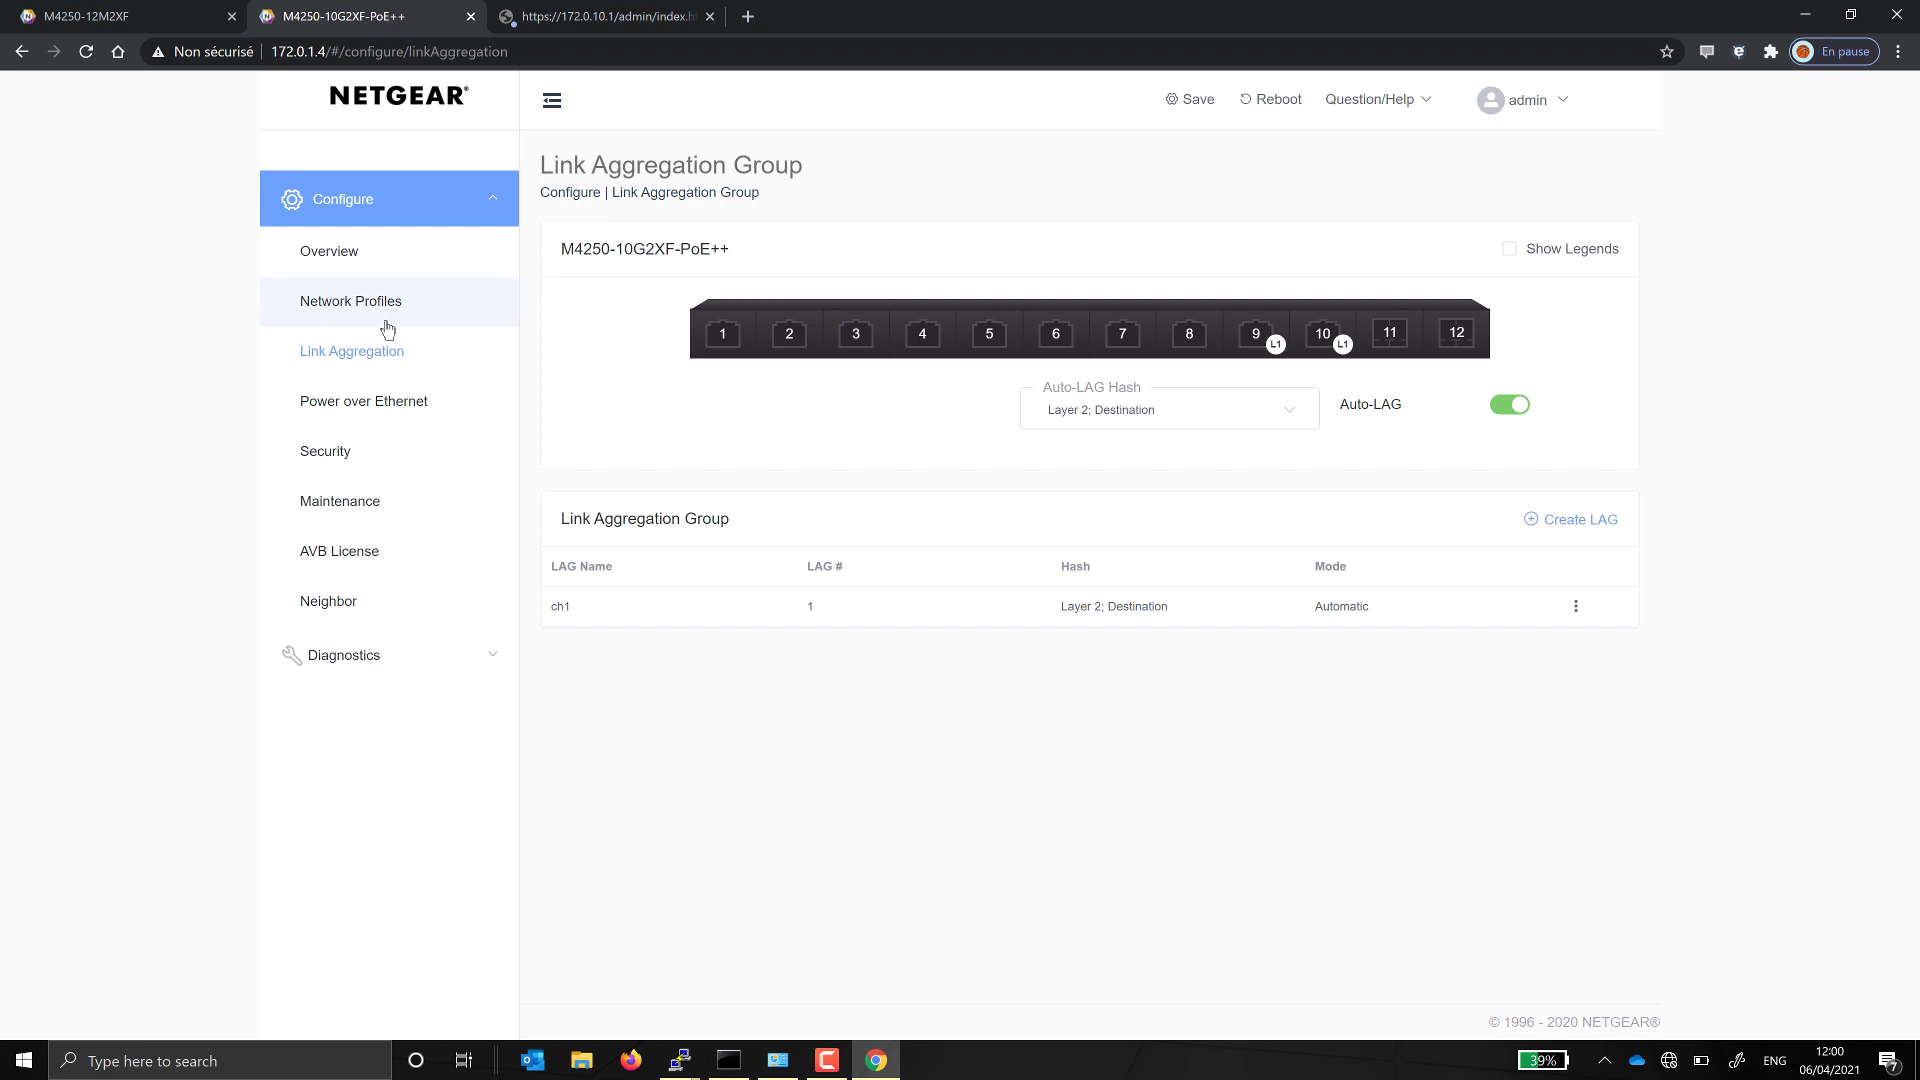 M4250-12M2XF
M4250-10G2XF-PoE++
https://172.0.10.1/admin/index.h
Non sécurisé
172.0.1.4/#/configure/linkAggregation
En pause
NETGEAR®
Save
Reboot
Question/Help
admin
Configure
Overview
Network Profiles
Link Aggregation
Power over Ethernet
Security
Maintenance
AVB License
Neighbor
Diagnostics
Link Aggregation Group
Configure | Link Aggregation Group
M4250-10G2XF-PoE++
Show Legends
1 2 3 4 5 6 7 8 9 10 11 12
L1 L1
Auto-LAG Hash
Layer 2; Destination
Auto-LAG
Link Aggregation Group
Create LAG
LAG Name LAG # Hash Mode
ch1 1 Layer 2; Destination Automatic
© 1996 - 2020 NETGEAR®
Type here to search
39%
ENG
12:00
06/04/2021
7